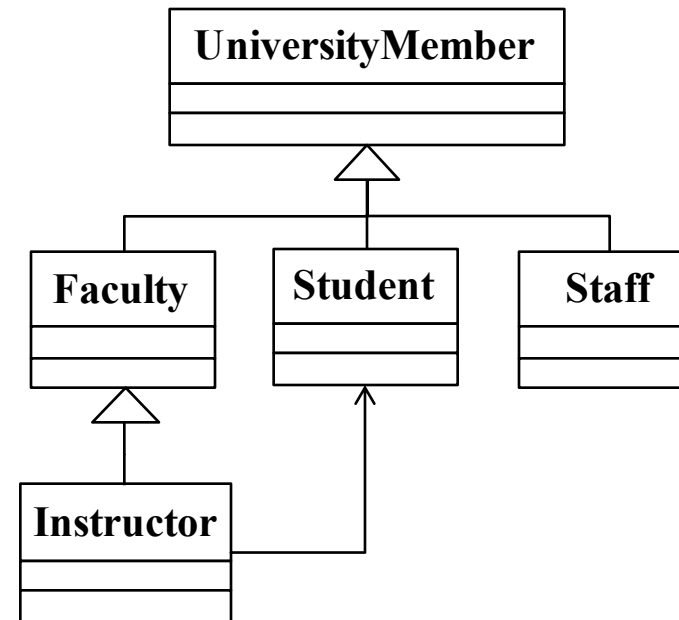 UniversityMember
Faculty
Student
Staff
Instructor